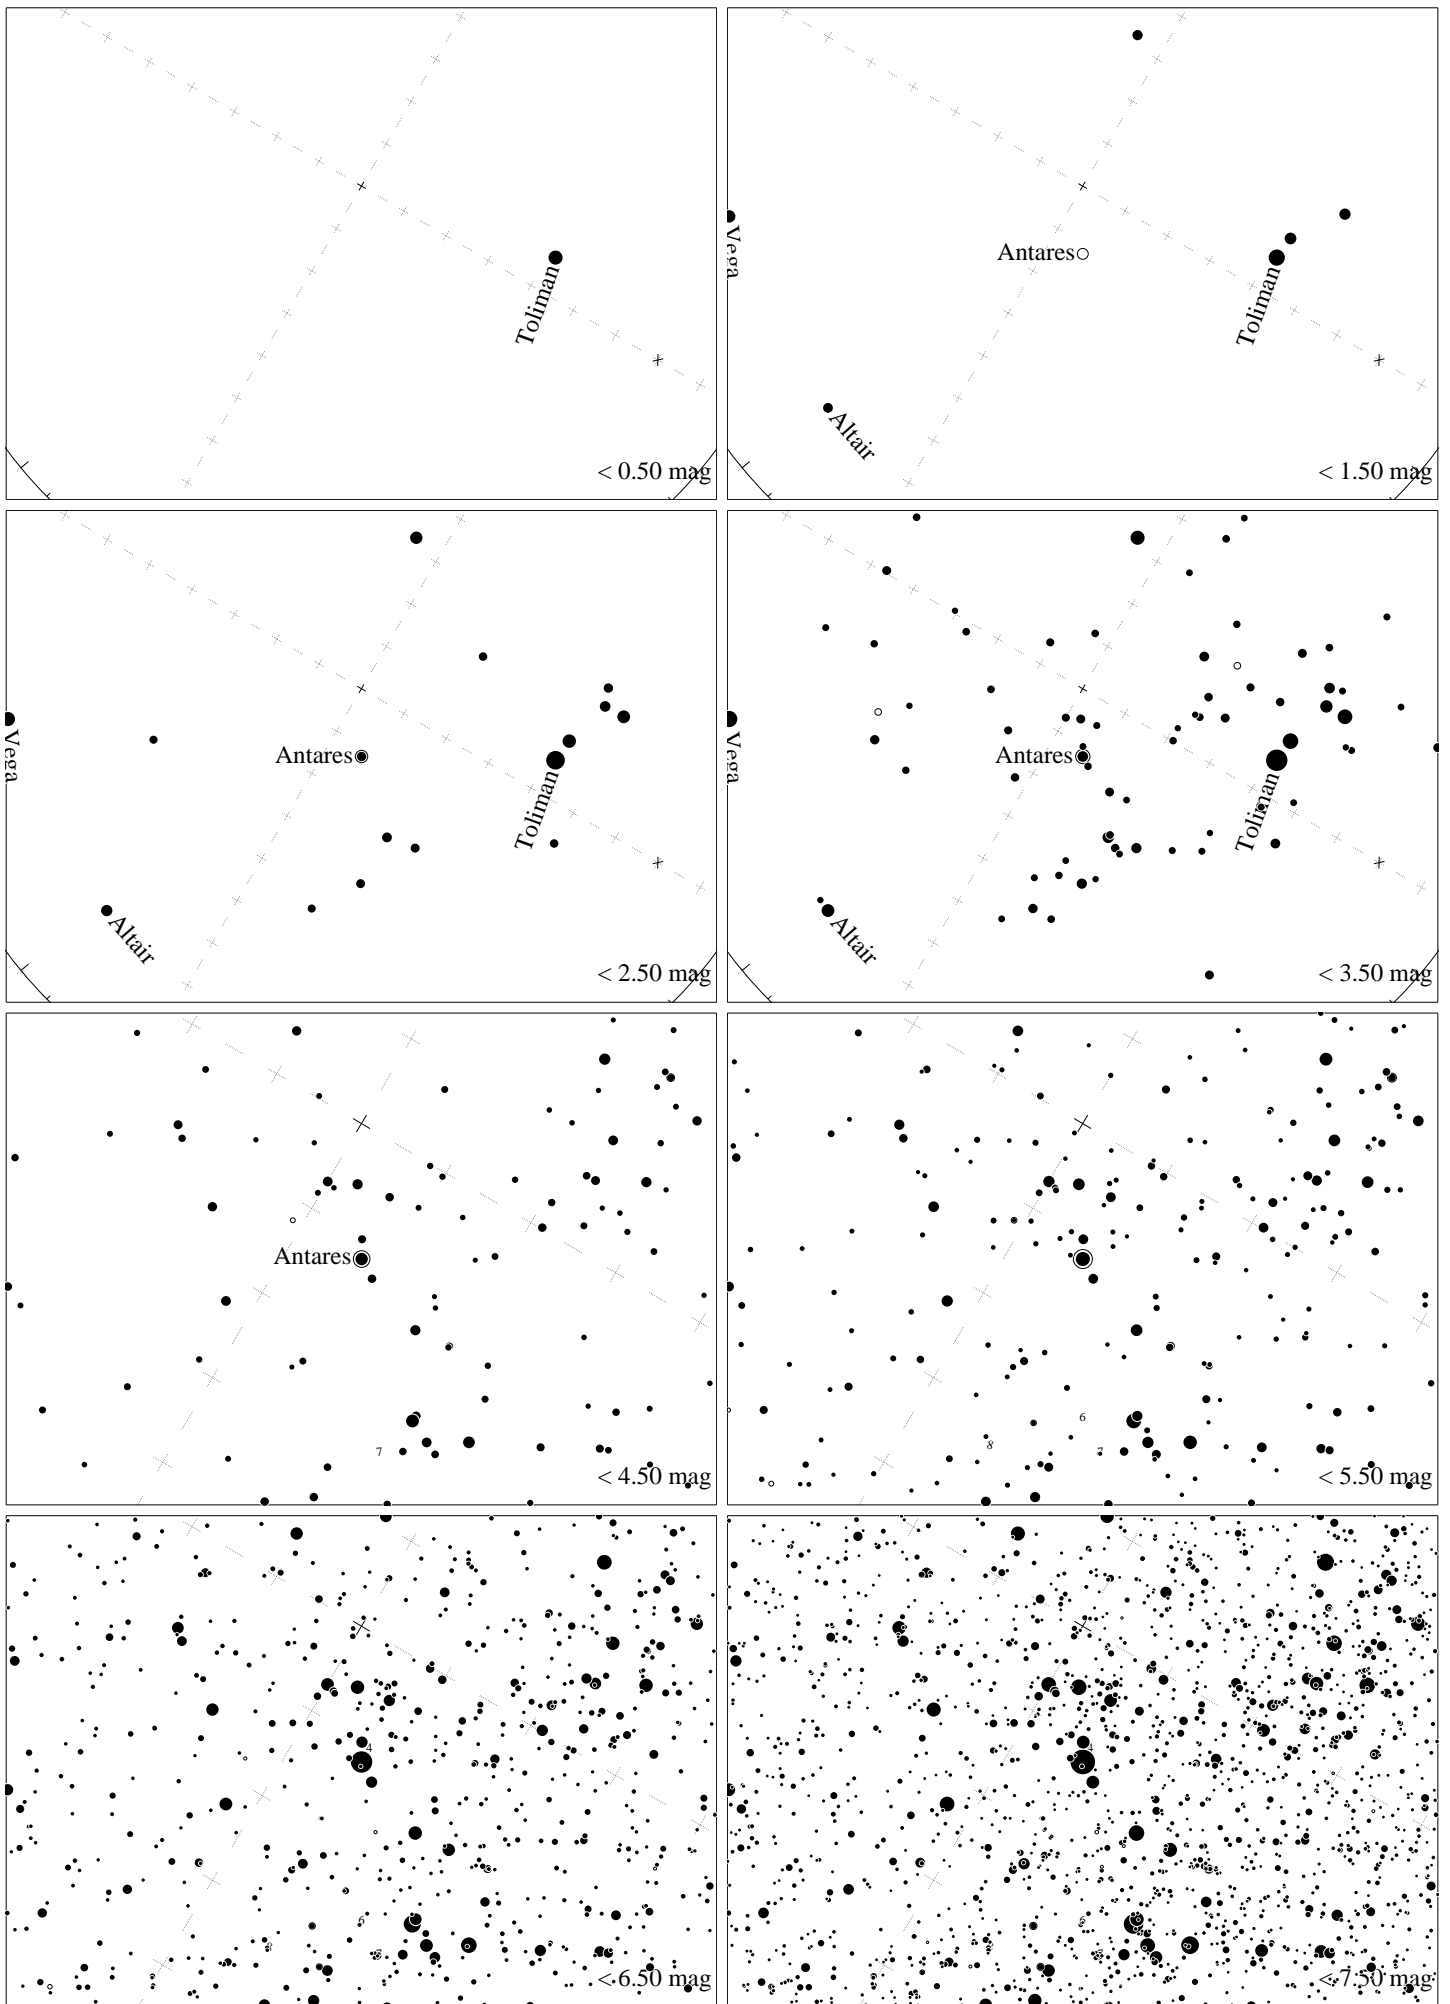 Toliman
< 0.50 mag
Vega
Antares
Toliman
Altair
< 1.50 mag
Vega
Antares
Toliman
Altair
< 2.50 mag
Vega
Antares
Toliman
Altair
< 3.50 mag
Antares
7
< 4.50 mag
6
8
7
< 5.50 mag
4
< 6.50 mag
4
< 7.50 mag